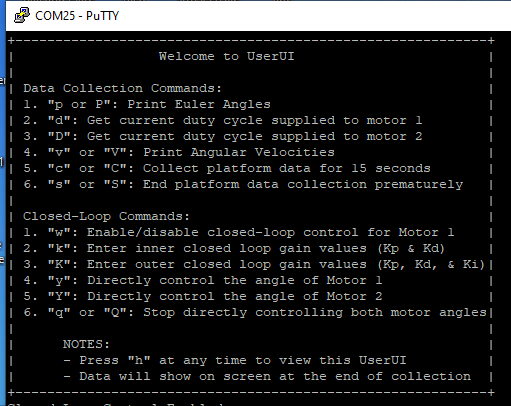 COM25 - PuTTY
Welcome to UserUI
Data Collection Commands:
1. "p or P": Print Euler Angles
2. "d": Get current duty cycle supplied to motor 1
3. "D": Get current duty cycle supplied to motor 2
4. "v" or "V": Print Angular Velocities
5. "c" or "C": Collect platform data for 15 seconds
6. "s" or "S": End platform data collection prematurely
Closed-Loop Commands:
1. "w": Enable/disable closed-loop control for Motor 1
2. "k": Enter inner closed loop gain values (Kp & Kd)
3. "K": Enter outer closed loop gain values (Kp, Kd, & Ki)
4. "y": Directly control the angle of Motor 1
5. "Y": Directly control the angle of Motor 2
6. "q" or "Q": Stop directly controlling both motor angles
NOTES:
- Press "h" at any time to view this UserUI
- Data will show on screen at the end of collection